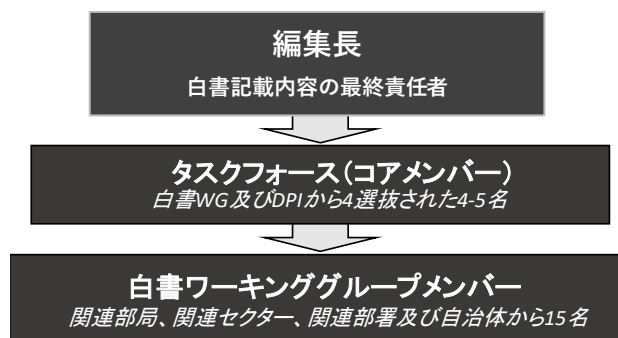 編集長
白書記載内容の最終責任者
タスクフォース（コアメンバー）
白書WG及びDPIから4選抜された4-5名
白書ワーキンググループメンバー
関連部局、関連セクター、関連部署及び自治体から15名